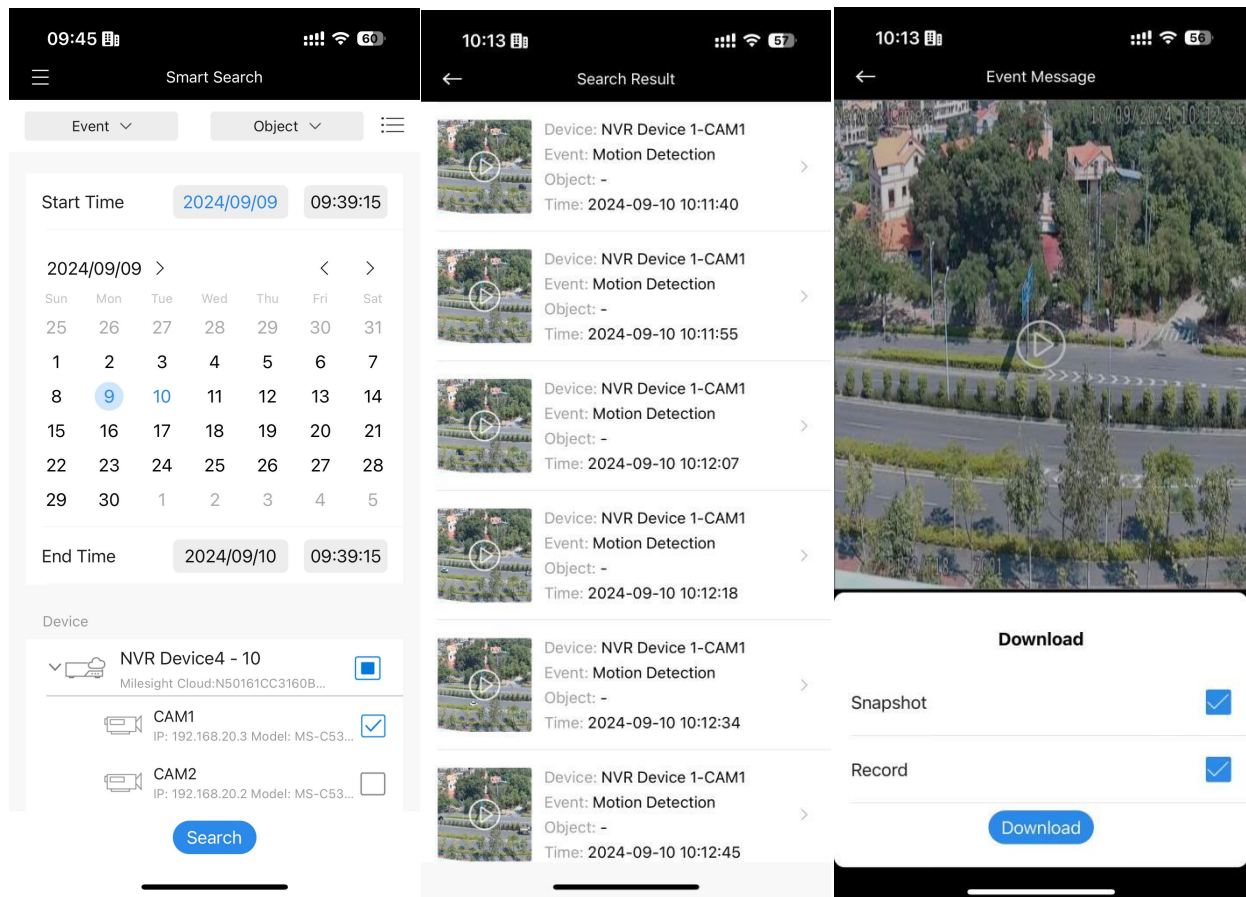 09:45
60
Smart Search
Event
Object
Start Time 2024/09/09 09:39:15
2024/09/09
Sun Mon Tue Wed Thu Fri Sat
25 26 27 28 29 30 31
1 2 3 4 5 6 7
8 9 10 11 12 13 14
15 16 17 18 19 20 21
22 23 24 25 26 27 28
29 30 1 2 3 4 5
End Time 2024/09/10 09:39:15
Device
NVR Device4 - 10
Milesight Cloud:N50161CC3160B...
CAM1
IP: 192.168.20.3 Model: MS-C53...
CAM2
IP: 192.168.20.2 Model: MS-C53...
Search
10:13
57
Search Result
Device: NVR Device 1-CAM1
Event: Motion Detection
Object: -
Time: 2024-09-10 10:11:40
Device: NVR Device 1-CAM1
Event: Motion Detection
Object: -
Time: 2024-09-10 10:11:55
Device: NVR Device 1-CAM1
Event: Motion Detection
Object: -
Time: 2024-09-10 10:12:07
Device: NVR Device 1-CAM1
Event: Motion Detection
Object: -
Time: 2024-09-10 10:12:18
Device: NVR Device 1-CAM1
Event: Motion Detection
Object: -
Time: 2024-09-10 10:12:34
Device: NVR Device 1-CAM1
Event: Motion Detection
Object: -
Time: 2024-09-10 10:12:45
10:13
56
Event Message
Network Camera
10/09/2024 10:12:25
Download
Snapshot
Record
Download